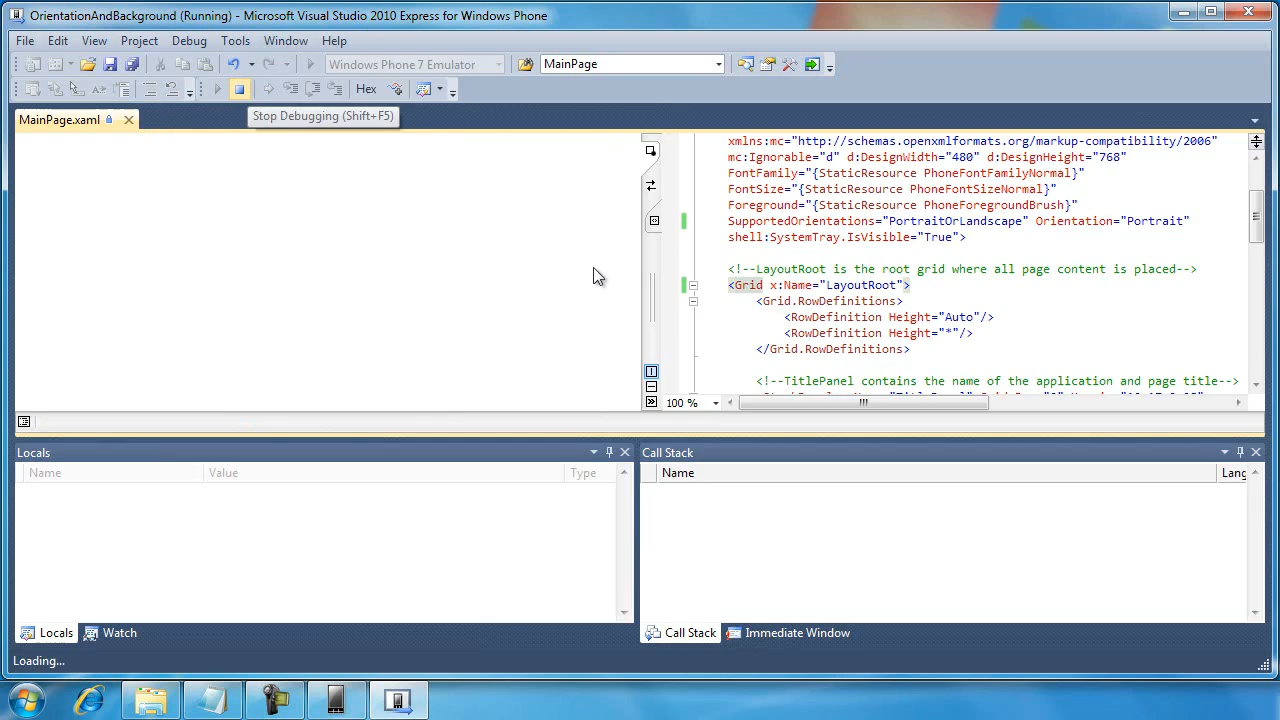 OrientationAndBackground (Running) - Microsoft Visual Studio 2010 Express for Windows Phone
File Edit View Project Debug Tools Window Help
Windows Phone 7 Emulator MainPage
Hex
MainPage.xaml
Stop Debugging (Shift+F5)
xmlns:mc="http://schemas.openxmlformats.org/markup-compatibility/2006"
mc:Ignorable="d" d:DesignWidth="480" d:DesignHeight="768"
FontFamily="{StaticResource PhoneFontFamilyNormal}"
FontSize="{StaticResource PhoneFontSizeNormal}"
Foreground="{StaticResource PhoneForegroundBrush}"
SupportedOrientations="PortraitOrLandscape" Orientation="Portrait"
shell:SystemTray.IsVisible="True">
<!--LayoutRoot is the root grid where all page content is placed-->
<Grid x:Name="LayoutRoot">
<Grid.RowDefinitions>
<RowDefinition Height="Auto"/>
<RowDefinition Height="*"/>
</Grid.RowDefinitions>
<!--TitlePanel contains the name of the application and page title-->
100 %
Locals
Name Value Type
Call Stack
Name Lang
Locals Watch
Call Stack Immediate Window
Loading...